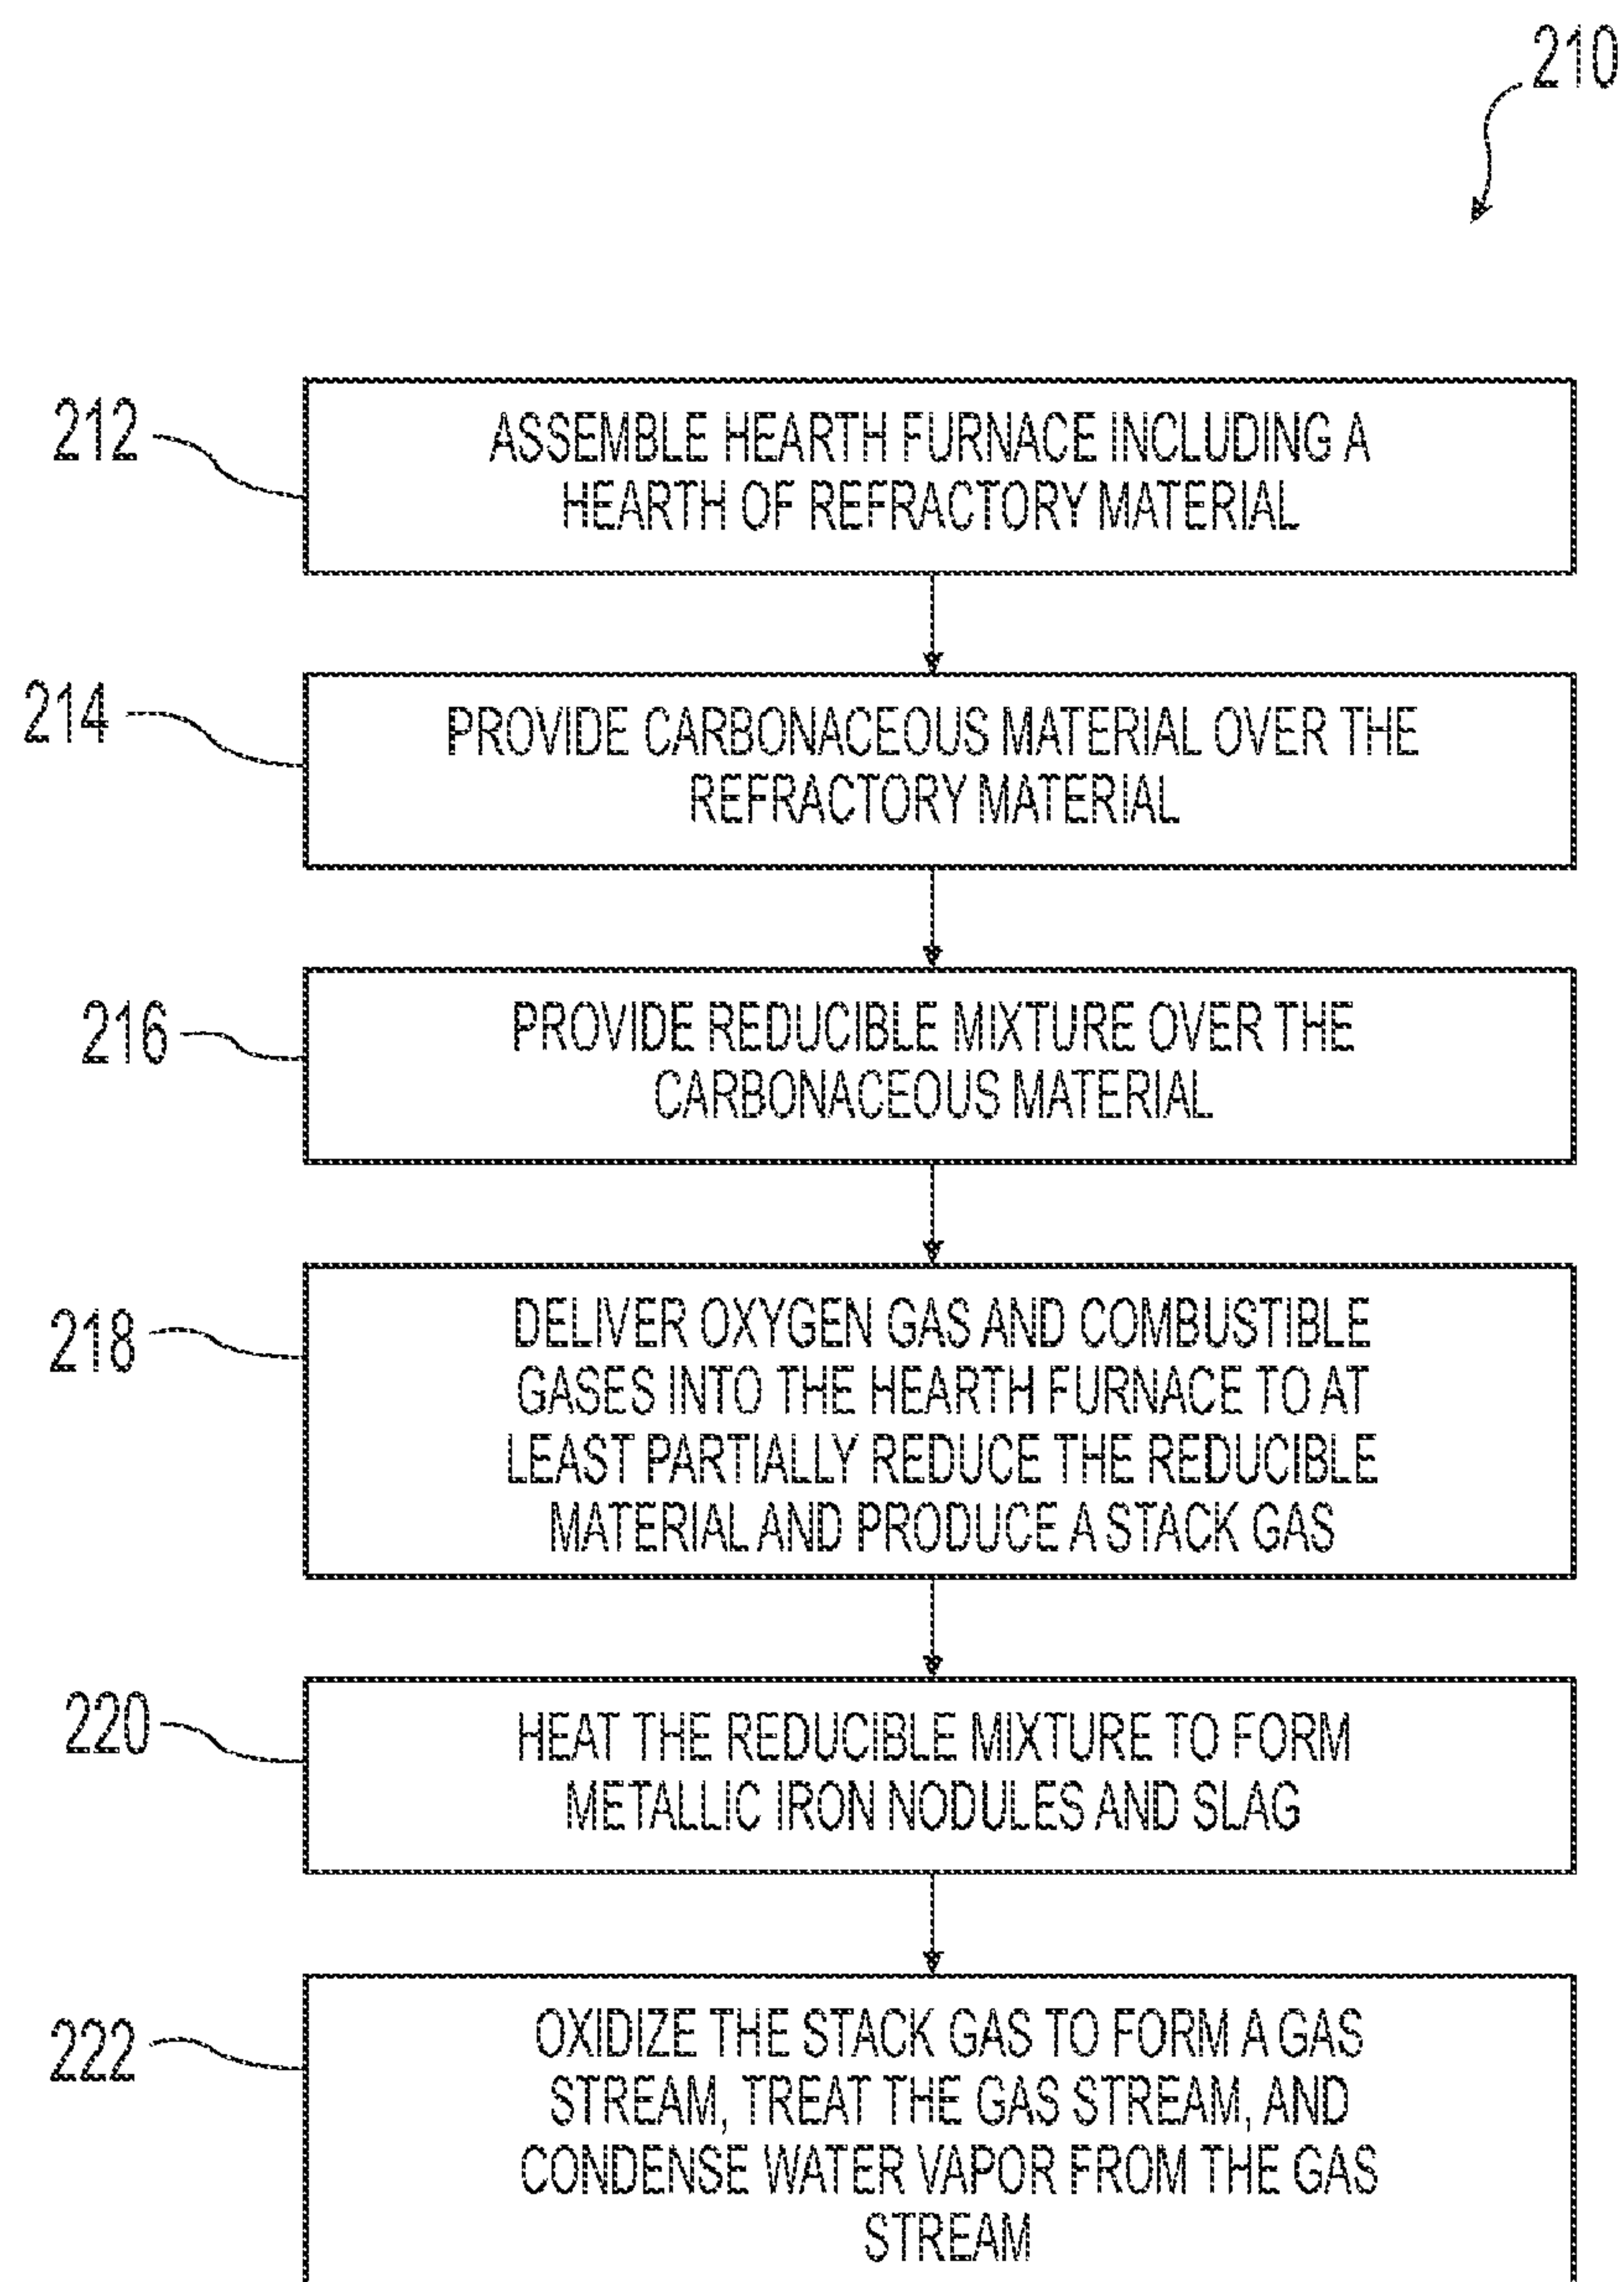 210
212
ASSEMBLE HEARTH FURNACE INCLUDING A
HEARTH OF REFRACTORY MATERIAL
214
PROVIDE CARBONACEOUS MATERIAL OVER THE
REFRACTORY MATERIAL
216
PROVIDE REDUCIBLE MIXTURE OVER THE
CARBONACEOUS MATERIAL
218
DELIVER OXYGEN GAS AND COMBUSTIBLE
GASES INTO THE HEARTH FURNACE TO AT
LEAST PARTIALLY REDUCE THE REDUCIBLE
MATERIAL AND PRODUCE A STACK GAS
220
HEAT THE REDUCIBLE MIXTURE TO FORM
METALLIC IRON NODULES AND SLAG
222
OXIDIZE THE STACK GAS TO FORM A GAS
STREAM, TREAT THE GAS STREAM, AND
CONDENSE WATER VAPOR FROM THE GAS
STREAM